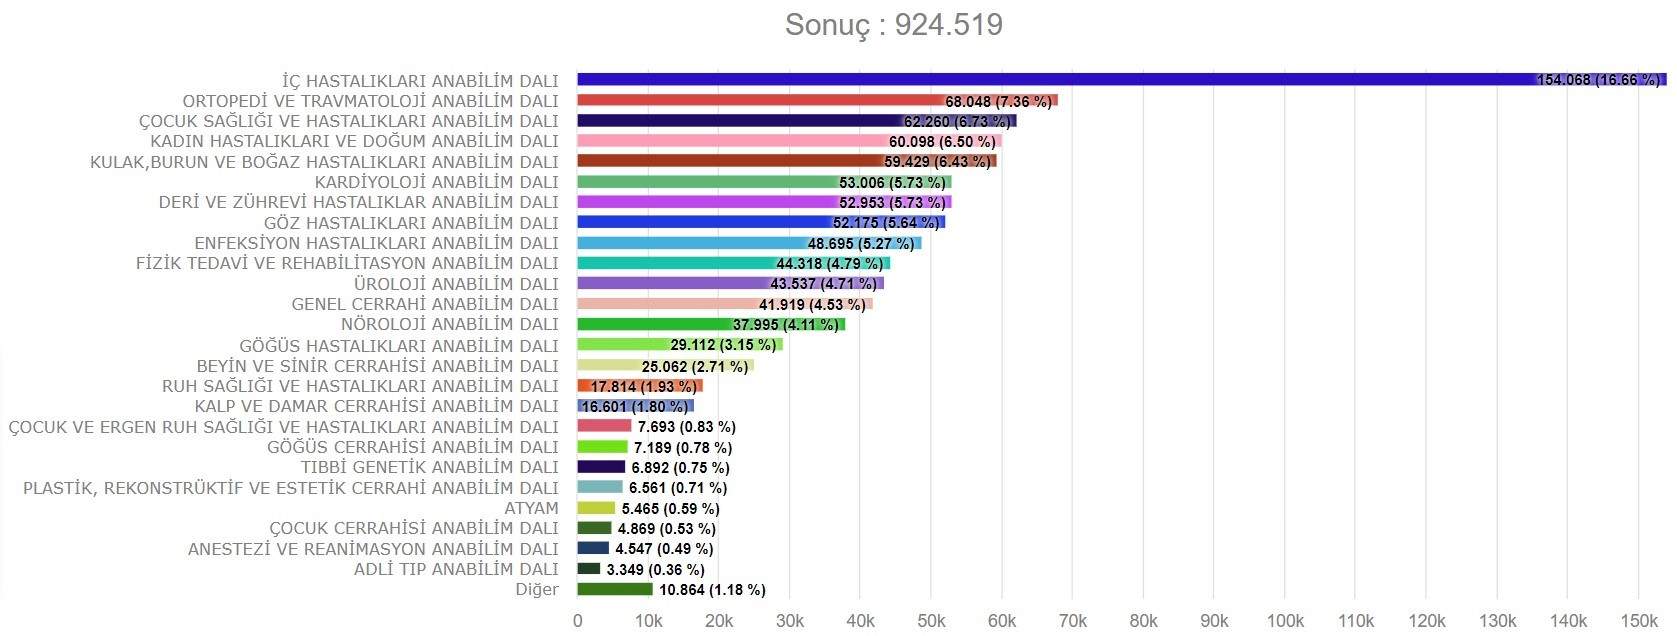 Sonuç : 924.519
İÇ HASTALIKLARI ANABİLİM DALI 154.068 (16.66 %)
ORTOPEDİ VE TRAVMATOLOJİ ANABİLİM DALI 68.048 (7.36 %)
ÇOCUK SAĞLIĞI VE HASTALIKLARI ANABİLİM DALI 62.260 (6.73 %)
KADIN HASTALIKLARI VE DOĞUM ANABİLİM DALI 60.098 (6.50 %)
KULAK,BURUN VE BOĞAZ HASTALIKLARI ANABİLİM DALI 59.429 (6.43 %)
KARDİYOLOJİ ANABİLİM DALI 53.006 (5.73 %)
DERİ VE ZÜHREVİ HASTALIKLAR ANABİLİM DALI 52.953 (5.73 %)
GÖZ HASTALIKLARI ANABİLİM DALI 52.175 (5.64 %)
ENFEKSİYON HASTALIKLARI ANABİLİM DALI 48.695 (5.27 %)
FİZİK TEDAVİ VE REHABİLİTASYON ANABİLİM DALI 44.318 (4.79 %)
ÜROLOJİ ANABİLİM DALI 43.537 (4.71 %)
GENEL CERRAHİ ANABİLİM DALI 41.919 (4.53 %)
NÖROLOJİ ANABİLİM DALI 37.995 (4.11 %)
GÖĞÜS HASTALIKLARI ANABİLİM DALI 29.112 (3.15 %)
BEYİN VE SİNİR CERRAHİSİ ANABİLİM DALI 25.062 (2.71 %)
RUH SAĞLIĞI VE HASTALIKLARI ANABİLİM DALI 17.814 (1.93 %)
KALP VE DAMAR CERRAHİSİ ANABİLİM DALI 16.601 (1.80 %)
ÇOCUK VE ERGEN RUH SAĞLIĞI VE HASTALIKLARI ANABİLİM DALI 7.693 (0.83 %)
GÖĞÜS CERRAHİSİ ANABİLİM DALI 7.189 (0.78 %)
TIBBİ GENETİK ANABİLİM DALI 6.892 (0.75 %)
PLASTİK, REKONSTRÜKTİF VE ESTETİK CERRAHİ ANABİLİM DALI 6.561 (0.71 %)
ATYAM 5.465 (0.59 %)
ÇOCUK CERRAHİSİ ANABİLİM DALI 4.869 (0.53 %)
ANESTEZİ VE REANİMASYON ANABİLİM DALI 4.547 (0.49 %)
ADLİ TIP ANABİLİM DALI 3.349 (0.36 %)
Diğer 10.864 (1.18 %)
0 10k 20k 30k 40k 50k 60k 70k 80k 90k 100k 110k 120k 130k 140k 150k